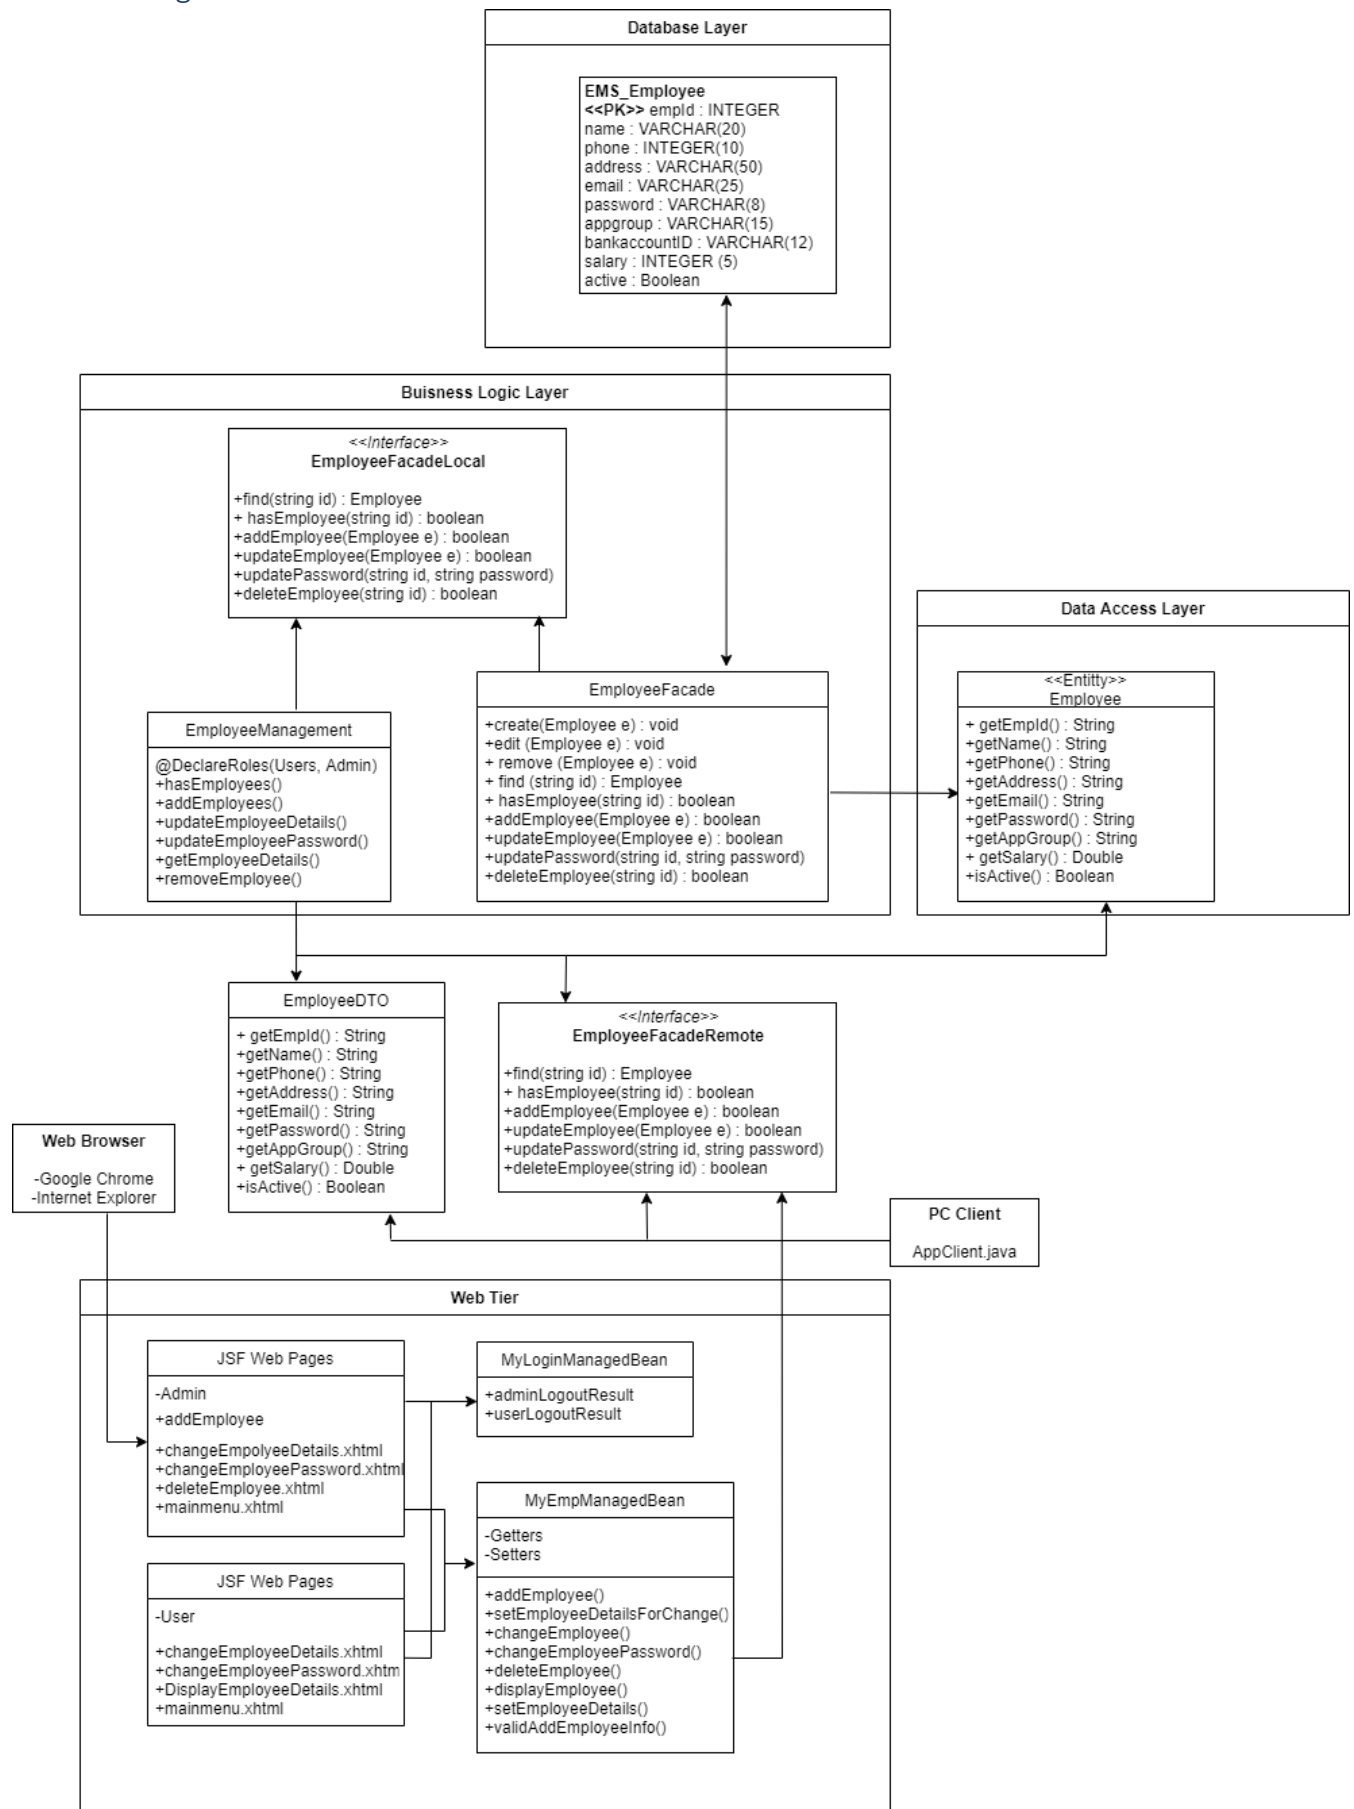 Database Layer
EMS_Employee
<<PK>> empId : INTEGER
name : VARCHAR(20)
phone : INTEGER(10)
address : VARCHAR(50)
email : VARCHAR(25)
password : VARCHAR(8)
appgroup : VARCHAR(15)
bankaccountID : VARCHAR(12)
salary : INTEGER (5)
active : Boolean
Buisness Logic Layer
<<Interface>>
EmployeeFacadeLocal
+find(string id) : Employee
+ hasEmployee(string id) : boolean
+addEmployee(Employee e) : boolean
+updateEmployee(Employee e) : boolean
+updatePassword(string id, string password)
+deleteEmployee(string id) : boolean
EmployeeManagement
@DeclareRoles(Users, Admin)
+hasEmployees()
+addEmployees()
+updateEmployeeDetails()
+updateEmployeePassword()
+getEmployeeDetails()
+removeEmployee()
EmployeeFacade
+create(Employee e) : void
+edit (Employee e) : void
+ remove (Employee e) : void
+ find (string id) : Employee
+ hasEmployee(string id) : boolean
+addEmployee(Employee e) : boolean
+updateEmployee(Employee e) : boolean
+updatePassword(string id, string password)
+deleteEmployee(string id) : boolean
Data Access Layer
<<Entitty>>
Employee
+ getEmpId() : String
+getName() : String
+getPhone() : String
+getAddress() : String
+getEmail() : String
+getPassword() : String
+getAppGroup() : String
+ getSalary() : Double
+isActive() : Boolean
EmployeeDTO
+ getEmpId() : String
+getName() : String
+getPhone() : String
+getAddress() : String
+getEmail() : String
+getPassword() : String
+getAppGroup() : String
+ getSalary() : Double
+isActive() : Boolean
<<Interface>>
EmployeeFacadeRemote
+find(string id) : Employee
+ hasEmployee(string id) : boolean
+addEmployee(Employee e) : boolean
+updateEmployee(Employee e) : boolean
+updatePassword(string id, string password)
+deleteEmployee(string id) : boolean
Web Browser
-Google Chrome
-Internet Explorer
PC Client
AppClient.java
Web Tier
JSF Web Pages
-Admin
+addEmployee
+changeEmpolyeeDetails.xhtml
+changeEmployeePassword.xhtml
+deleteEmployee.xhtml
+mainmenu.xhtml
JSF Web Pages
-User
+changeEmployeeDetails.xhtml
+changeEmployeePassword.xhtm
+DisplayEmployeeDetails.xhtml
+mainmenu.xhtml
MyLoginManagedBean
+adminLogoutResult
+userLogoutResult
MyEmpManagedBean
-Getters
-Setters
+addEmployee()
+setEmployeeDetailsForChange()
+changeEmployee()
+changeEmployeePassword()
+deleteEmployee()
+displayEmployee()
+setEmployeeDetails()
+validAddEmployeeInfo()